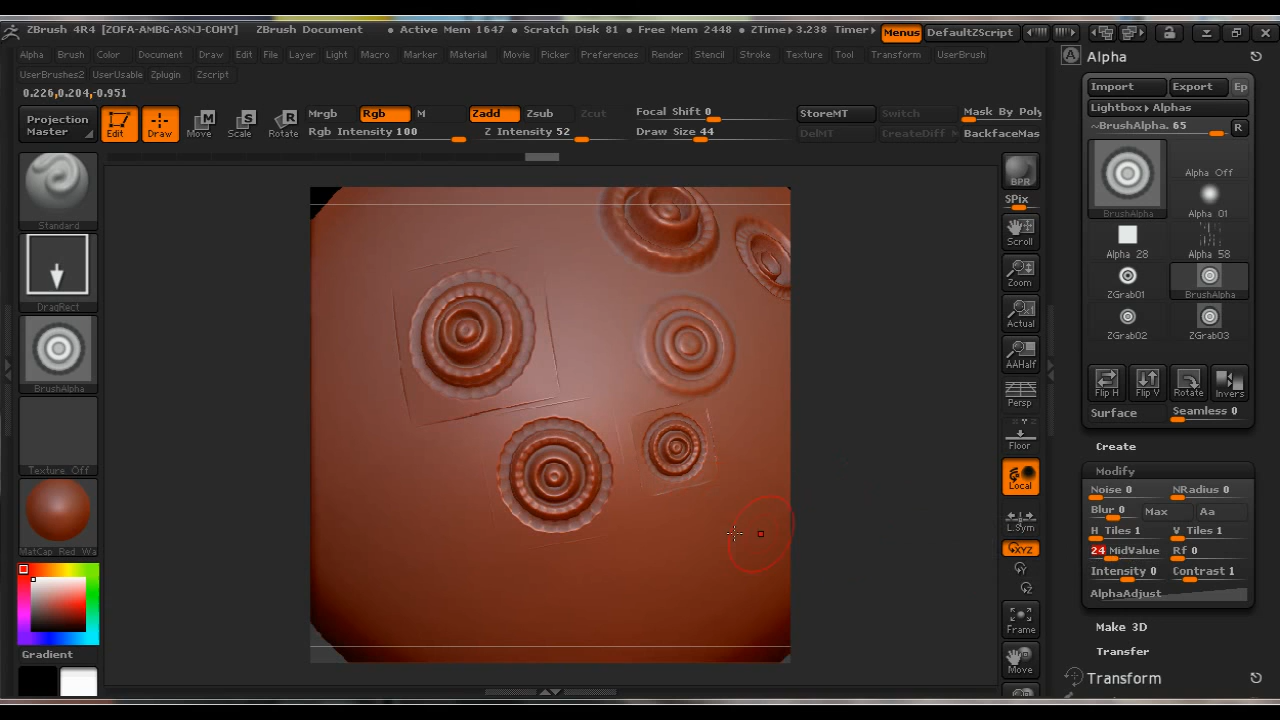 ZBrush 4R4 [ZOFA-AMBG-ASNJ-COHY] ZBrush Document • Active Mem 1647 • Scratch Disk 81 • Free Mem 2448 • ZTime▸3.238 Timer▸ Menus DefaultZScript
Alpha Brush Color Document Draw Edit File Layer Light Macro Marker Material Movie Picker Preferences Render Stencil Stroke Texture Tool Transform UserBrush
UserBrushes2 UserUsable Zplugin Zscript
0.226,0.204,-0.951
Projection Master
Edit
Draw
Move
Scale
Rotate
Mrgb Rgb M
Rgb Intensity 100
Zadd Zsub Zcut
Z Intensity 52
Focal Shift 0
Draw Size 44
StoreMT
DelMT
Switch
CreateDiff M
Mask By Poly
BackfaceMas
Standard
DragRect
BrushAlpha
Texture Off
MatCap Red Wa
Gradient
BPR
SPix
Scroll
Zoom
Actual
AAHalf
Persp
Floor
Local
L.Sym
XYZ
Y
Z
Frame
Move
Alpha
Import Export Ep
Lightbox▸Alphas
~BrushAlpha. 65 R
BrushAlpha
Alpha Off
Alpha 01
Alpha 28 Alpha 58
ZGrab01 BrushAlpha
ZGrab02 ZGrab03
Flip H Flip V Rotate Invers
Surface Seamless 0
Create
Modify
Noise 0 NRadius 0
Blur 0 Max Aa
H Tiles 1 V Tiles 1
24 MidValue Rf 0
Intensity 0 Contrast 1
AlphaAdjust
Make 3D
Transfer
Transform